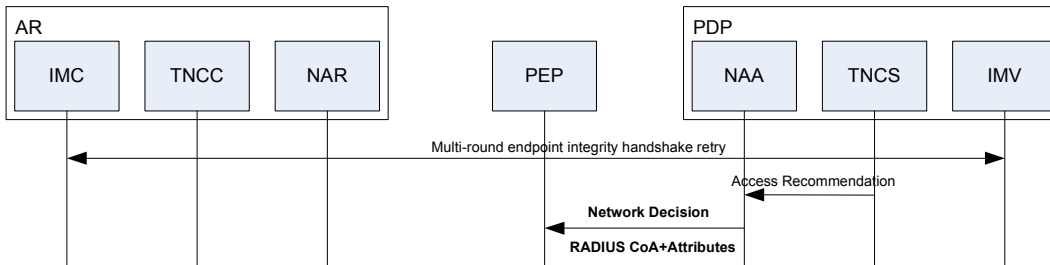 AR
PDP
IMC
TNCC
NAR
PEP
NAA
TNCS
IMV
Multi-round endpoint integrity handshake retry
Access Recommendation
Network Decision
RADIUS CoA+Attributes